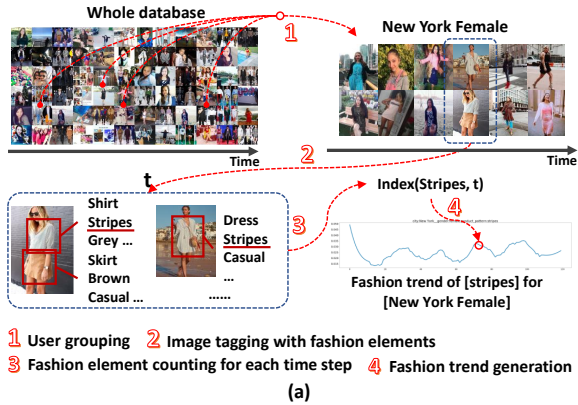 Whole database
New York Female
1
Time
Time
2
t
Shirt
Stripes
Grey ...
Skirt
Brown
Casual ...
Dress
Stripes
Casual
...
......
3
Index(Stripes, t)
4
Fashion trend of [stripes] for
[New York Female]
1 User grouping 2 Image tagging with fashion elements
3 Fashion element counting for each time step 4 Fashion trend generation
(a)